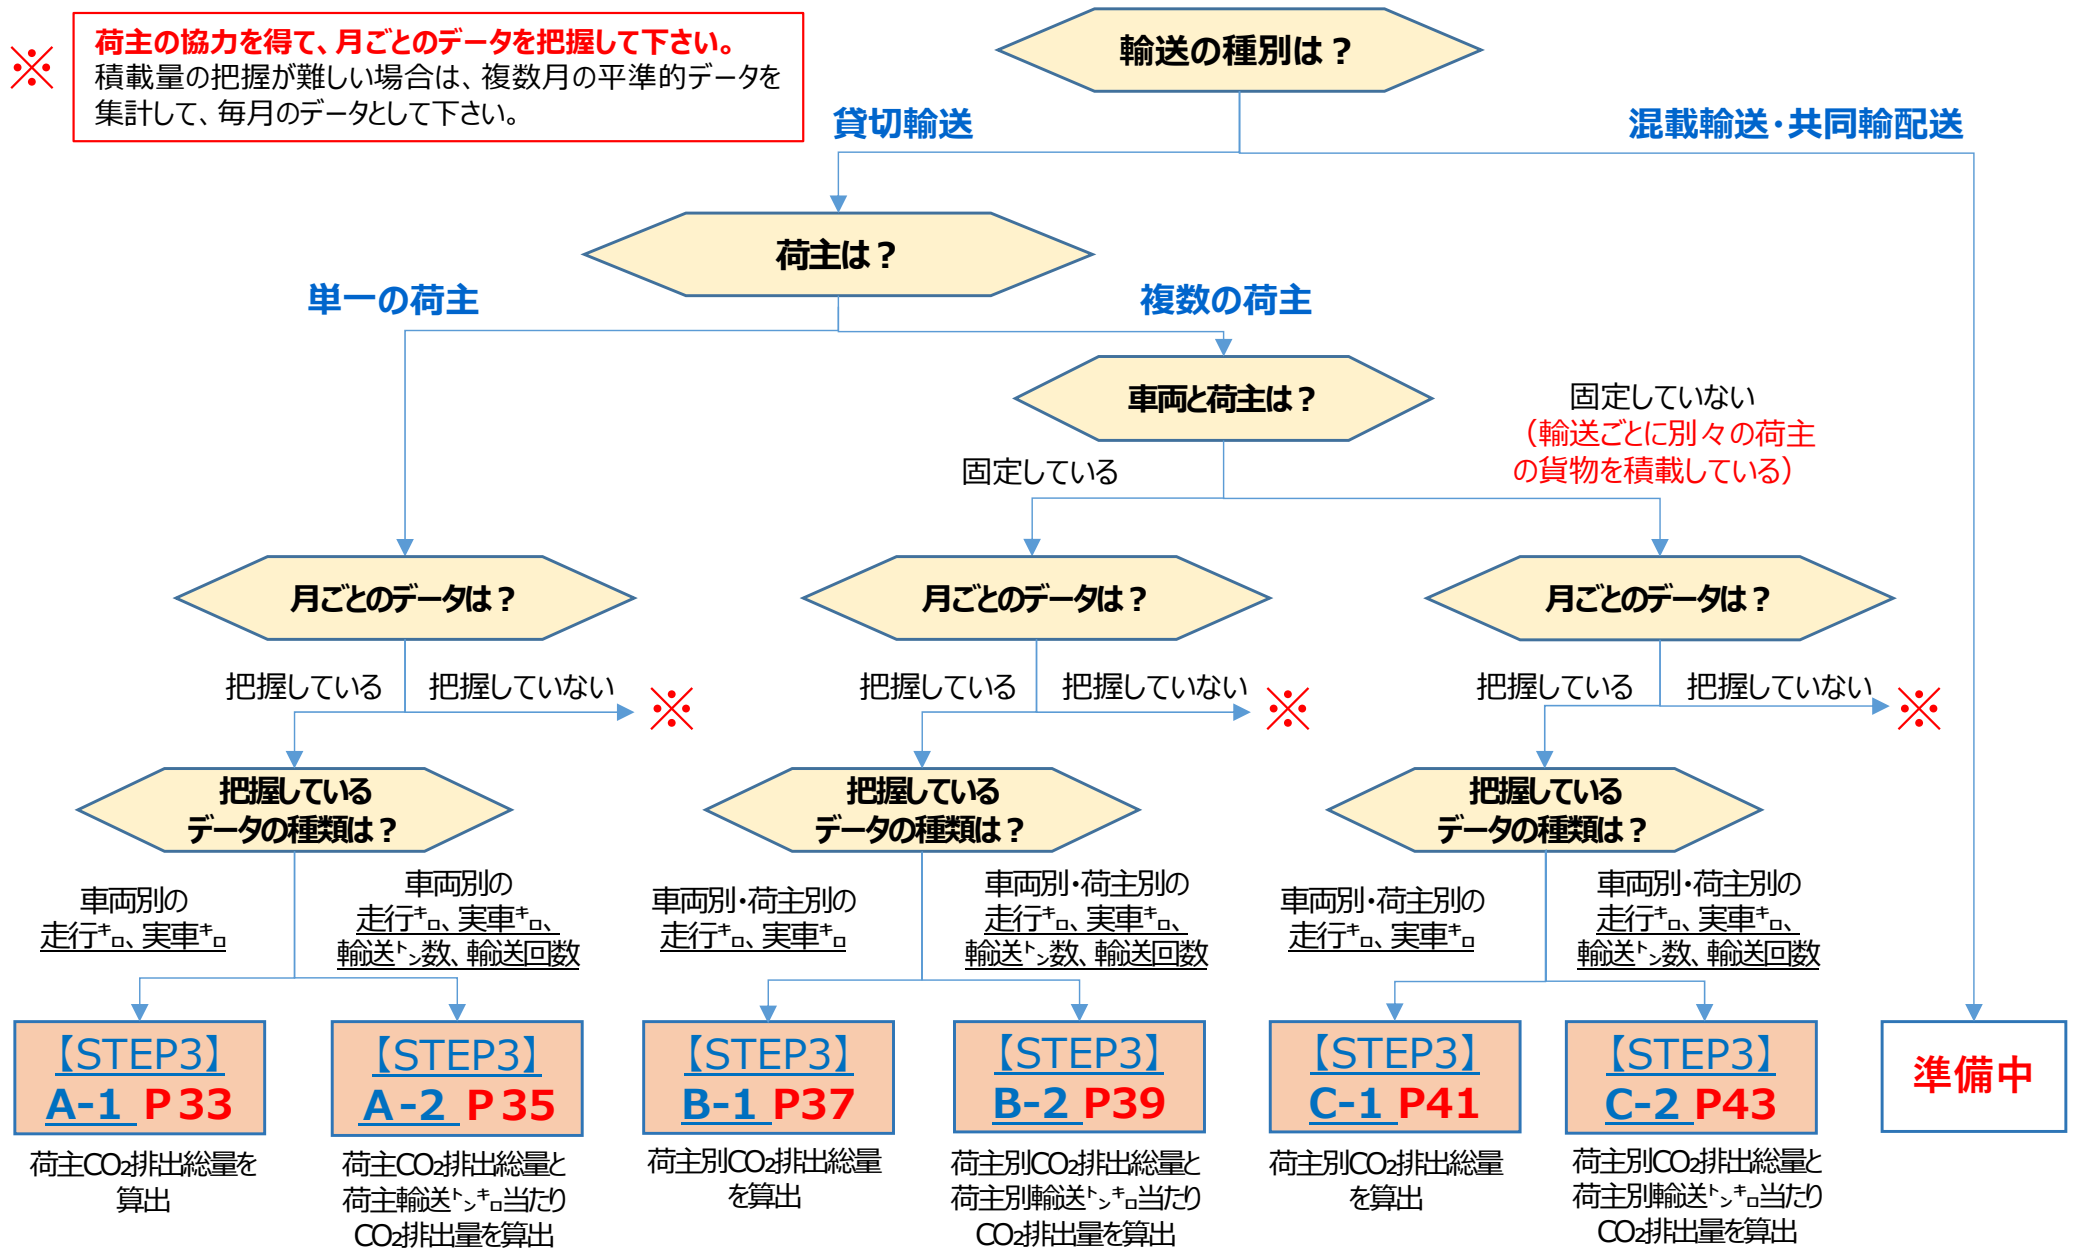 ※
荷主の協力を得て、月ごとのデータを把握して下さい。
積載量の把握が難しい場合は、複数月の平準的データを
集計して、毎月のデータとして下さい。
輸送の種別は？
貸切輸送
混載輸送・共同輸配送
荷主は？
単一の荷主
複数の荷主
車両と荷主は？
固定している
固定していない
（輸送ごとに別々の荷主
の貨物を積載している）
月ごとのデータは？
月ごとのデータは？
月ごとのデータは？
把握している
把握していない
※
把握している
把握していない
※
把握している
把握していない
※
把握している
データの種類は？
把握している
データの種類は？
把握している
データの種類は？
車両別の
走行ｷﾛ、実車ｷﾛ
車両別の
走行ｷﾛ、実車ｷﾛ、
輸送ﾄﾝ数、輸送回数
車両別・荷主別の
走行ｷﾛ、実車ｷﾛ
車両別・荷主別の
走行ｷﾛ、実車ｷﾛ、
輸送ﾄﾝ数、輸送回数
車両別・荷主別の
走行ｷﾛ、実車ｷﾛ
車両別・荷主別の
走行ｷﾛ、実車ｷﾛ、
輸送ﾄﾝ数、輸送回数
【STEP3】
A-1 P33
【STEP3】
A-2 P35
【STEP3】
B-1 P37
【STEP3】
B-2 P39
【STEP3】
C-1 P41
【STEP3】
C-2 P43
準備中
荷主CO₂排出総量を
算出
荷主CO₂排出総量と
荷主輸送ﾄﾝｷﾛ当たり
CO₂排出量を算出
荷主別CO₂排出総量
を算出
荷主別CO₂排出総量と
荷主別輸送ﾄﾝｷﾛ当たり
CO₂排出量を算出
荷主別CO₂排出総量
を算出
荷主別CO₂排出総量と
荷主別輸送ﾄﾝｷﾛ当たり
CO₂排出量を算出